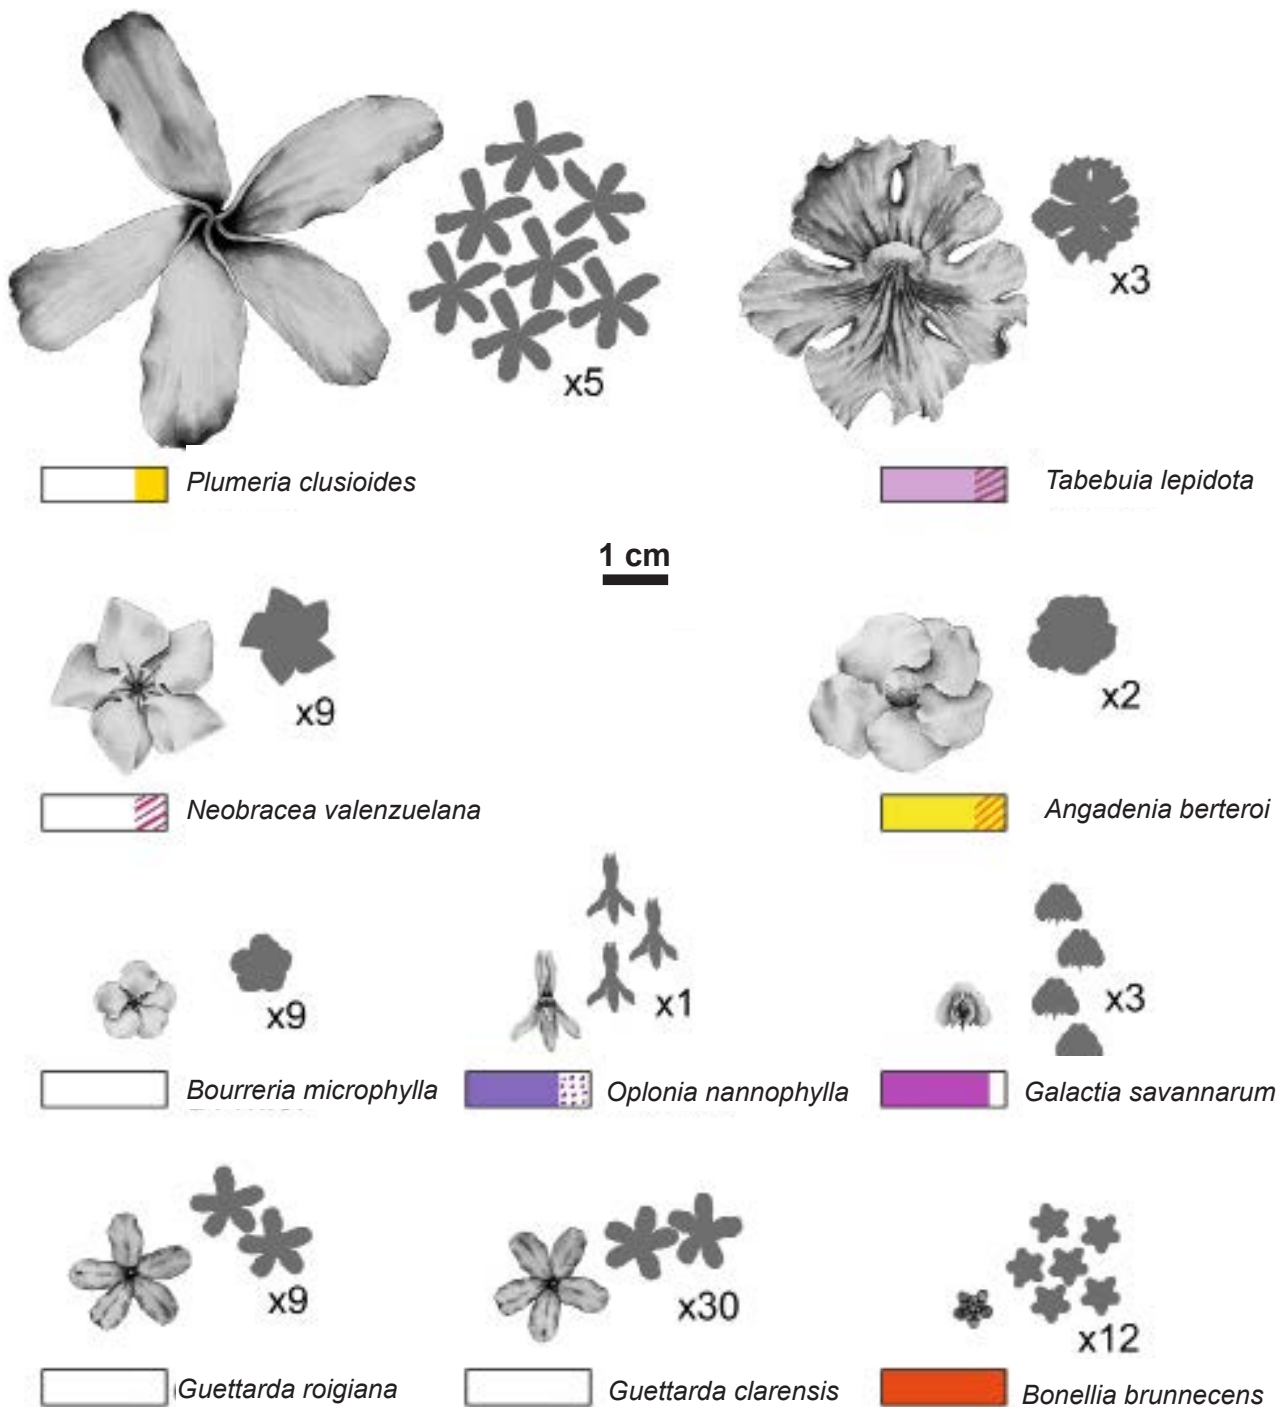 x5
x3
Plumeria clusioides
Tabebuia lepidota
1 cm
x9
x2
Neobracea valenzuelana
Angadenia berteroi
x9
x1
x3
Bourreria microphylla
Oplonia nannophylla
Galactia savannarum
x9
x30
x12
Guettarda roigiana
Guettarda clarensis
Bonellia brunnecens